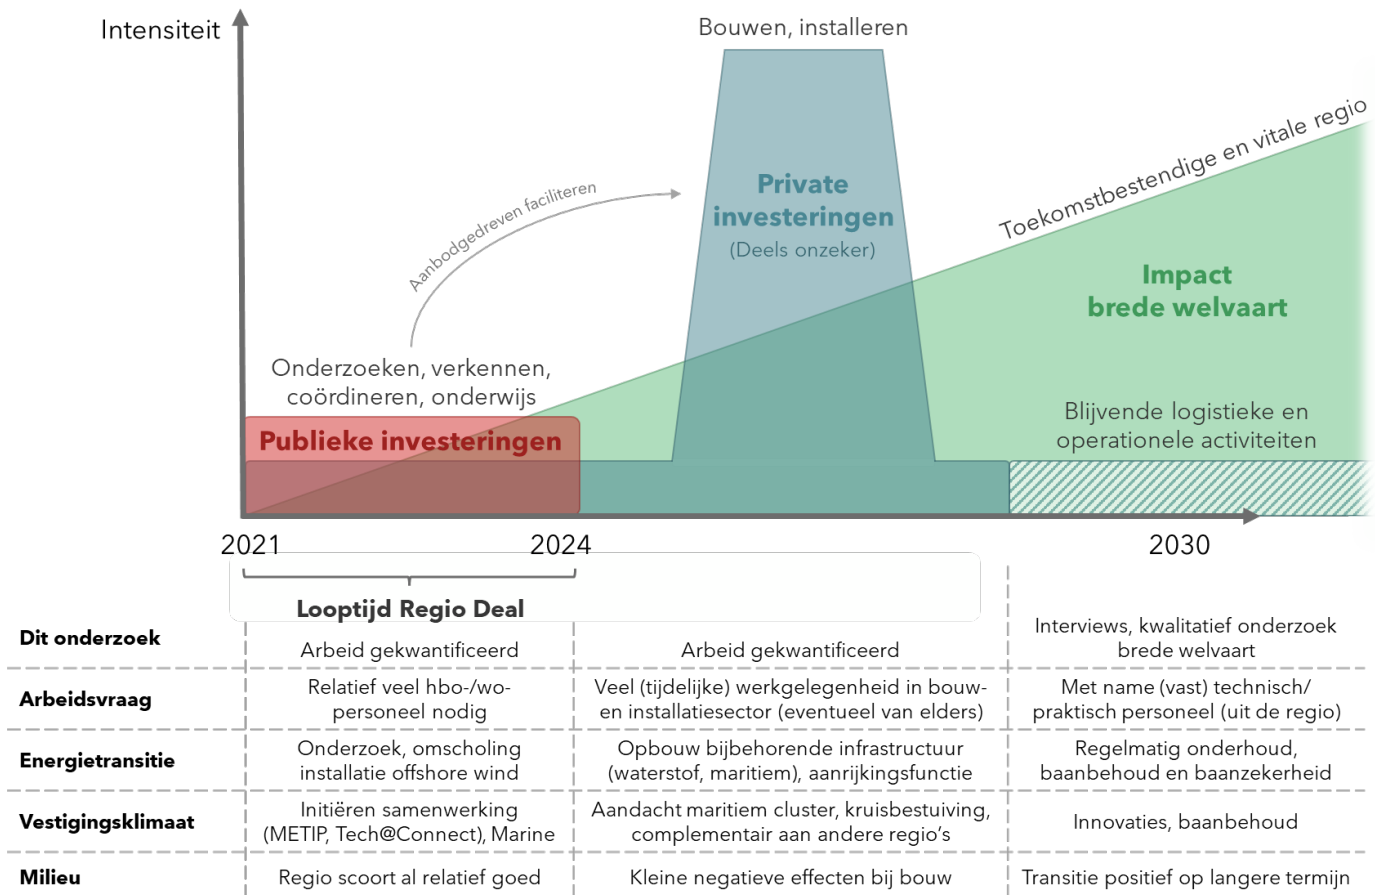 Intensiteit
Bouwen, installeren
Toekomstbestendige en vitale regio
Private
investeringen
(Deels onzeker)
Aanbodgedreven faciliteren
Impact
brede welvaart
Onderzoeken, verkennen,
coördineren, onderwijs
Publieke investeringen
Blijvende logistieke en
operationele activiteiten
2021
2024
2030
Looptijd Regio Deal
Dit onderzoek
Arbeid gekwantificeerd
Arbeid gekwantificeerd
Interviews, kwalitatief onderzoek
brede welvaart
Arbeidsvraag
Relatief veel hbo-/wo-
personeel nodig
Veel (tijdelijke) werkgelegenheid in bouw-
en installatiesector (eventueel van elders)
Met name (vast) technisch/
praktisch personeel (uit de regio)
Energietransitie
Onderzoek, omscholing
installatie offshore wind
Opbouw bijbehorende infrastructuur
(waterstof, maritiem), aanrijkingsfunctie
Regelmatig onderhoud,
baanbehoud en baanzekerheid
Vestigingsklimaat
Initiëren samenwerking
(METIP, Tech@Connect), Marine
Aandacht maritiem cluster, kruisbestuiving,
complementair aan andere regio's
Innovaties, baanbehoud
Milieu
Regio scoort al relatief goed
Kleine negatieve effecten bij bouw
Transitie positief op langere termijn